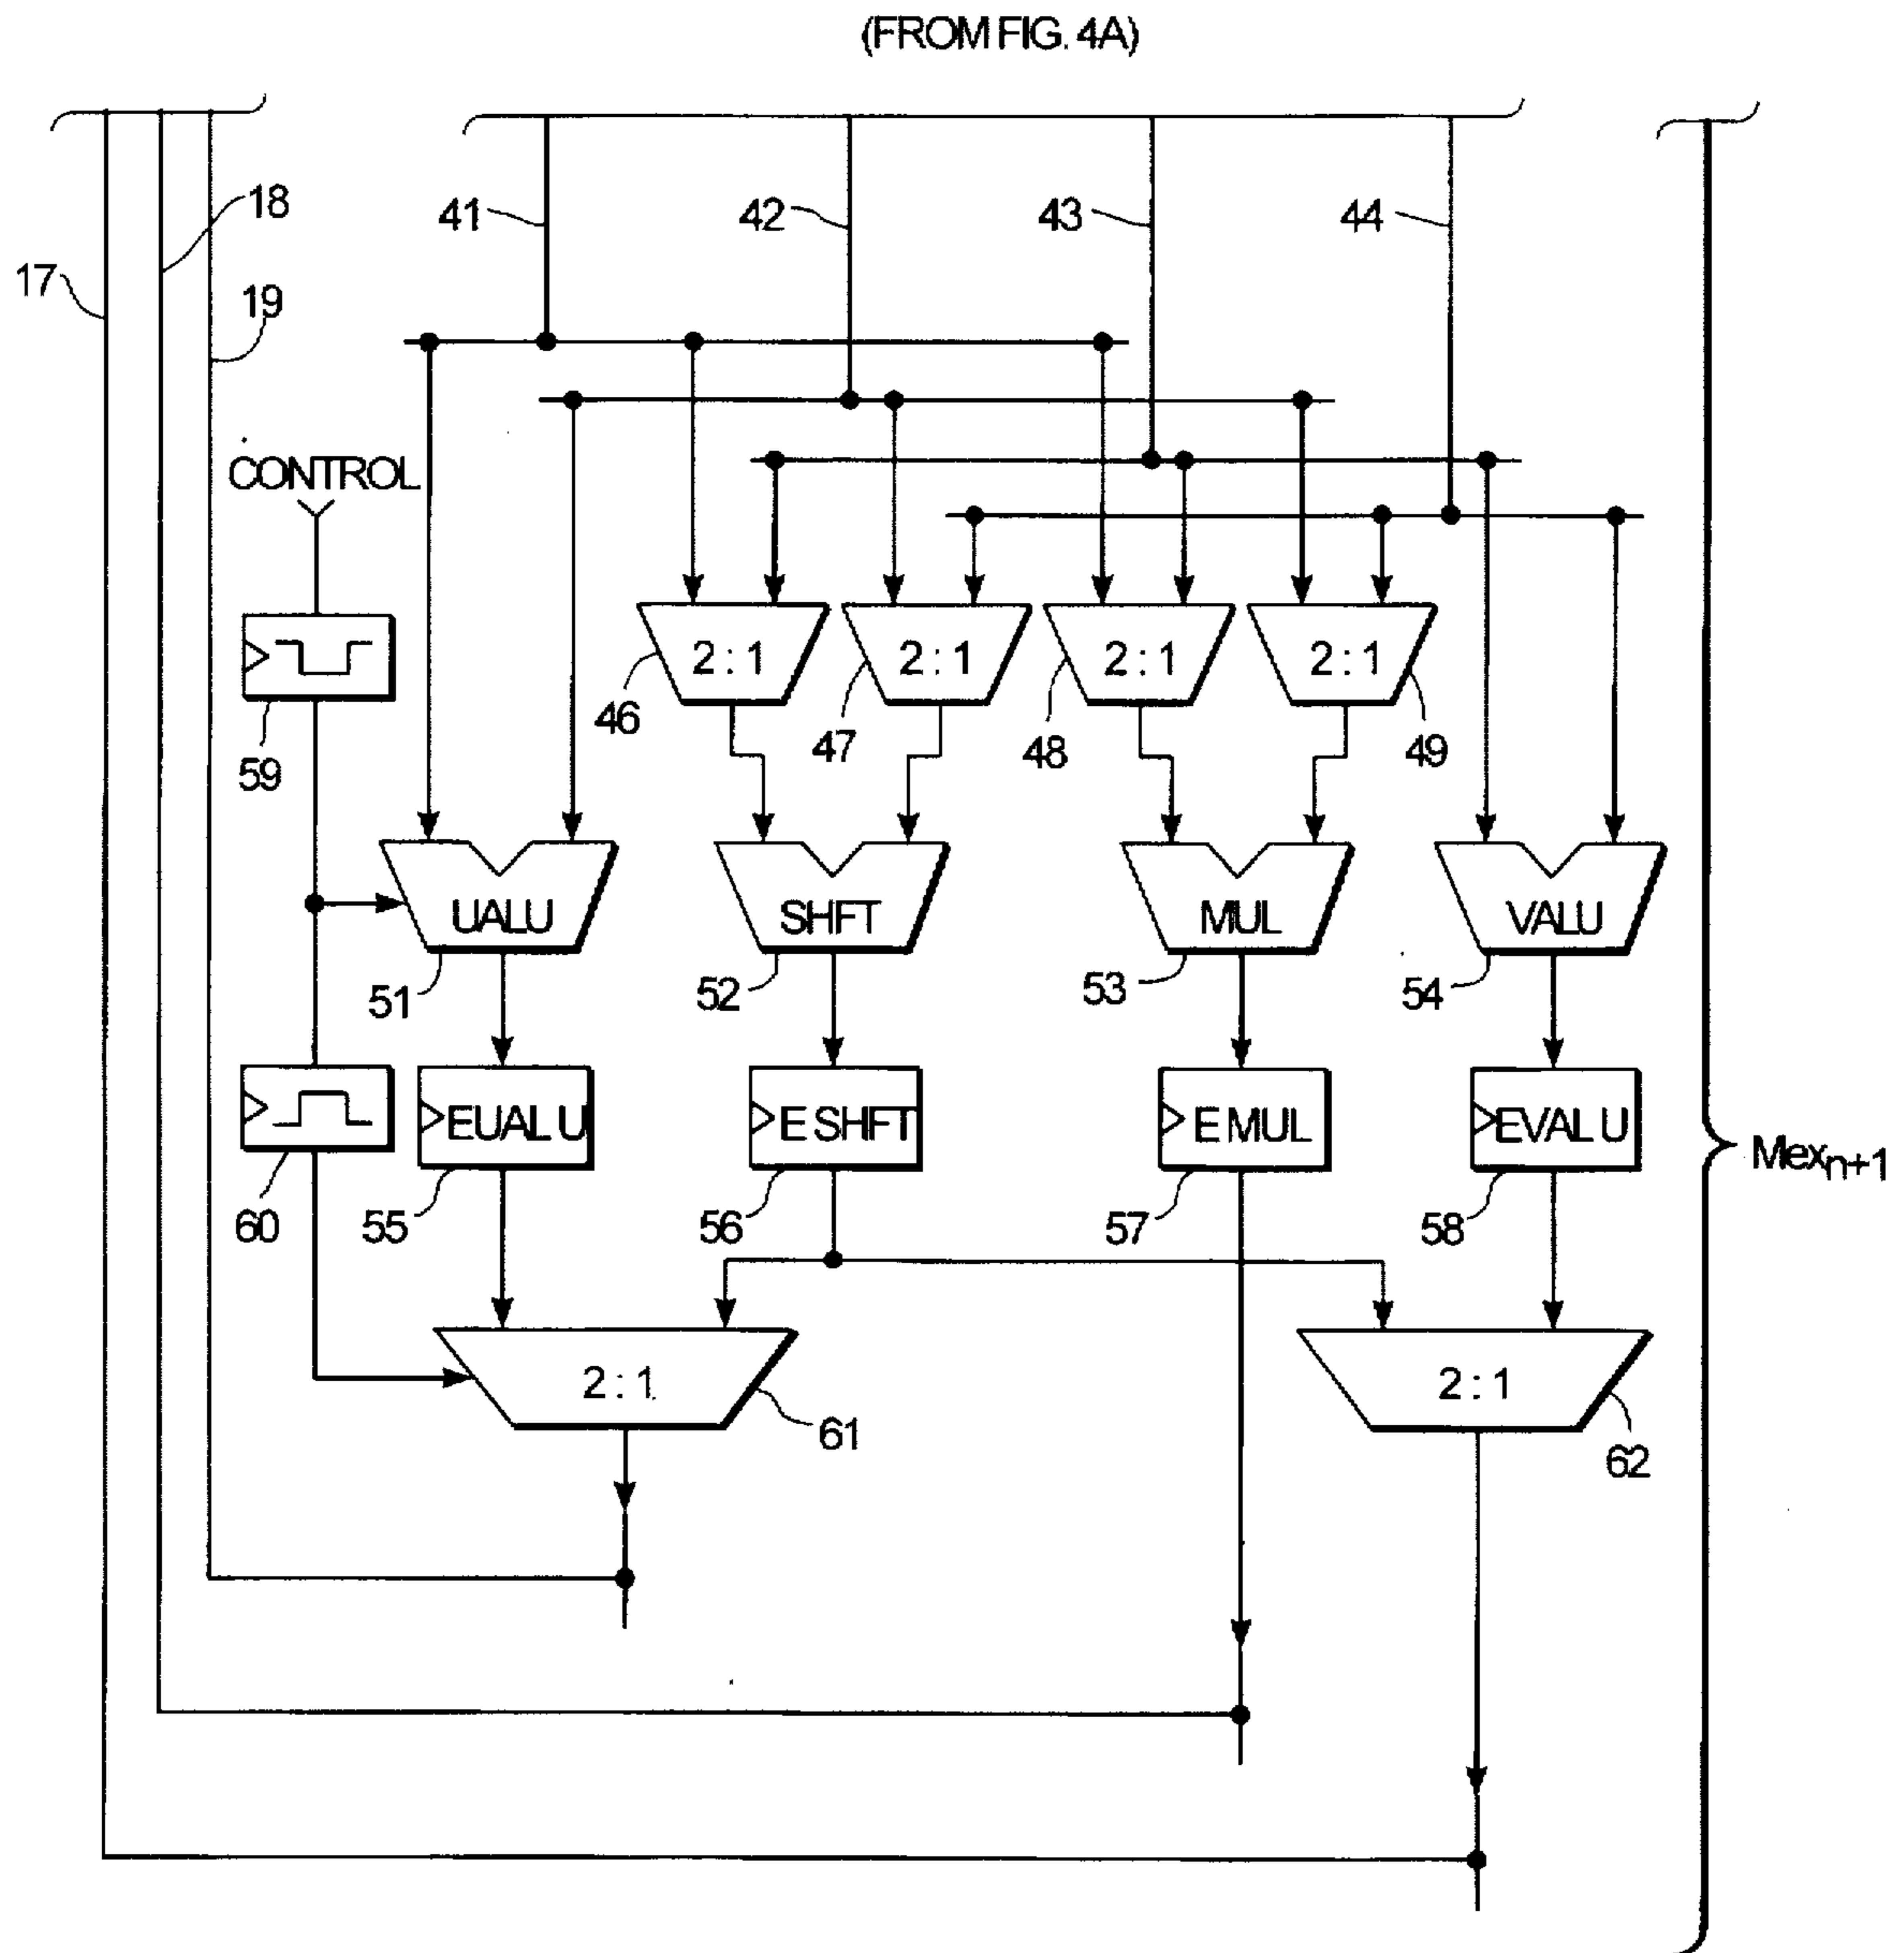 (FROM FIG. 4A)
18
41
42
43
44
17
19
CONTROL
2:1
2:1
2:1
2:1
46
47
48
49
59
UALU
SHFT
MUL
VALU
51
52
53
54
EUALU
ESHFT
EMUL
EVALU
Mexn+1
60
55
56
57
58
2:1
2:1
61
62